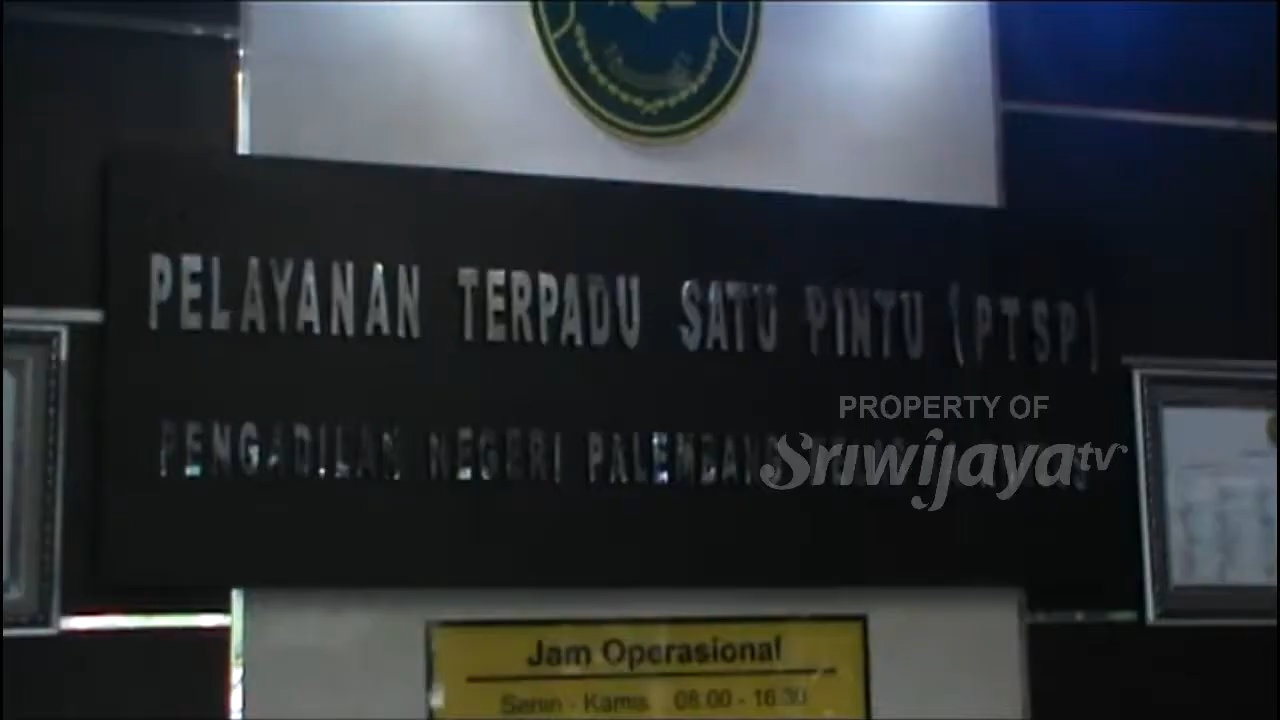 PELAYANAN TERPADU SATU PINTU (PTSP)
PENGADILAN NEGERI PALEMBANG
PROPERTY OF
Sriwijaya tv
Jam Operasional
Senin - Kamis 08.00 - 16.30